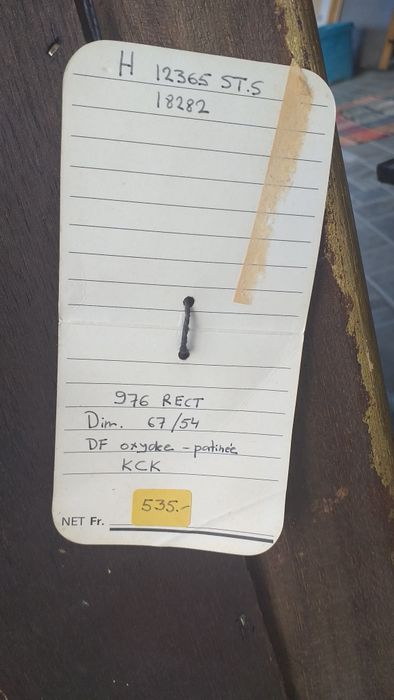 H 12365 ST.S
18282
976 RECT
Dim. 67/54
DF oxydée - patinée
KCK
535.-
NET Fr.